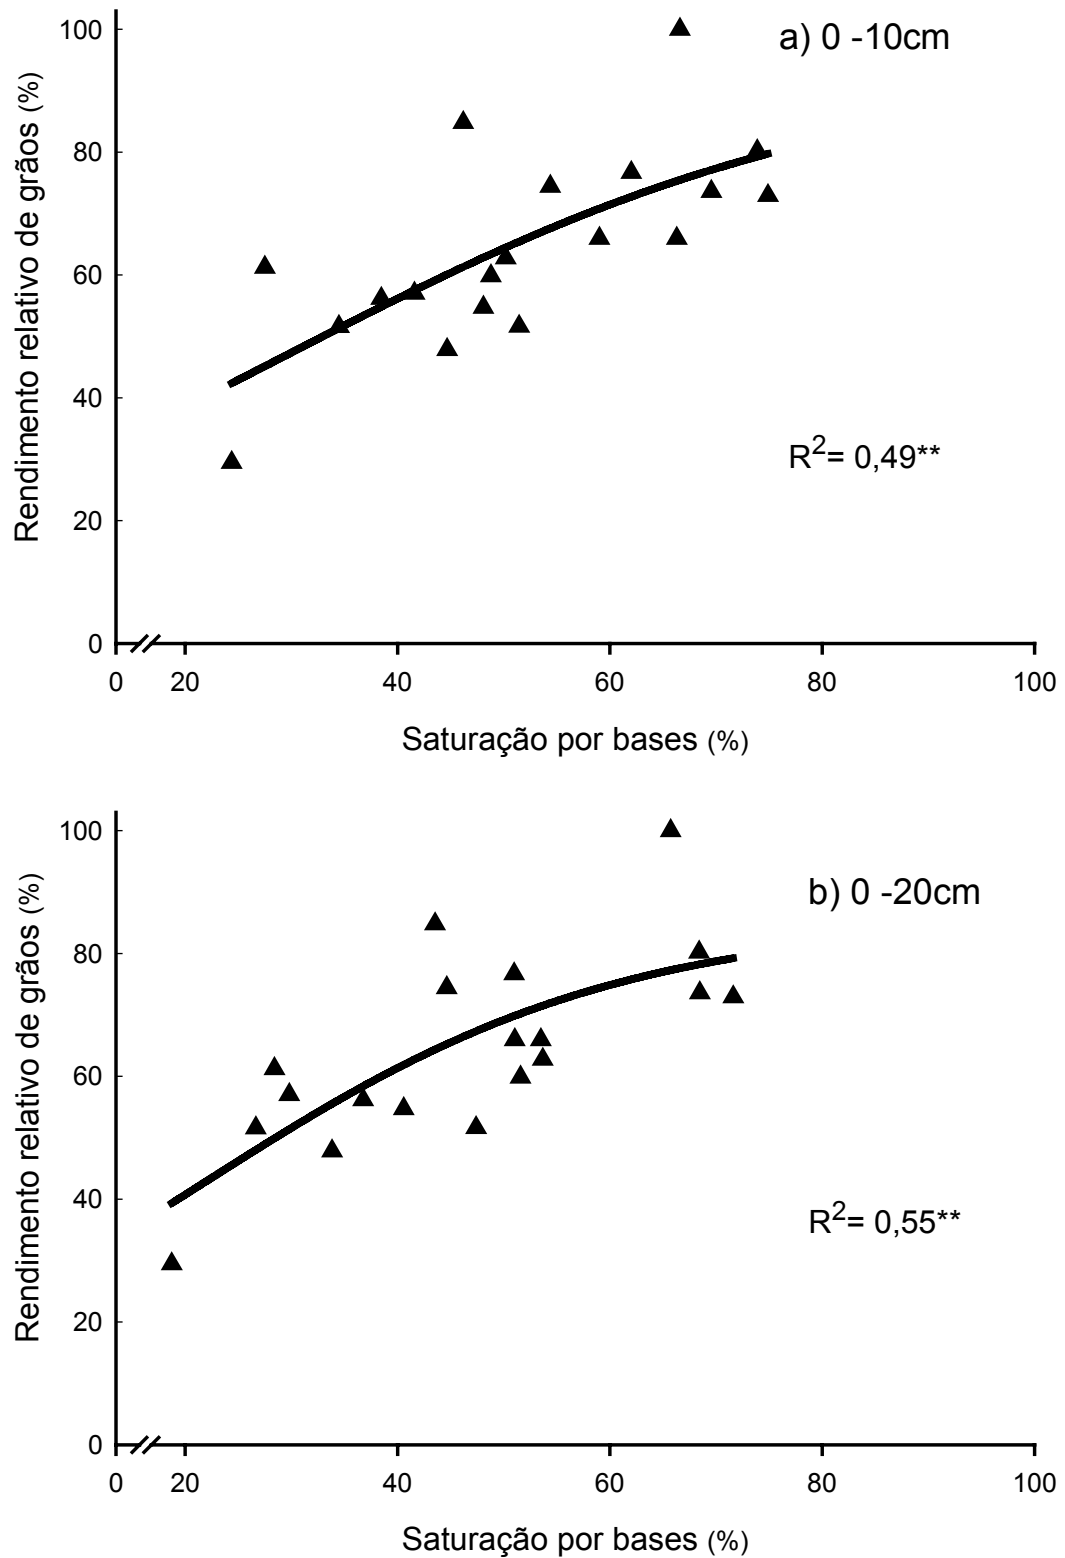 a) 0 -10cm
Rendimento relativo de grãos (%)
100
80
60
40
20
0
R²= 0,49**
0 20 40 60 80 100
Saturação por bases (%)
b) 0 -20cm
Rendimento relativo de grãos (%)
100
80
60
40
20
0
R²= 0,55**
0 20 40 60 80 100
Saturação por bases (%)